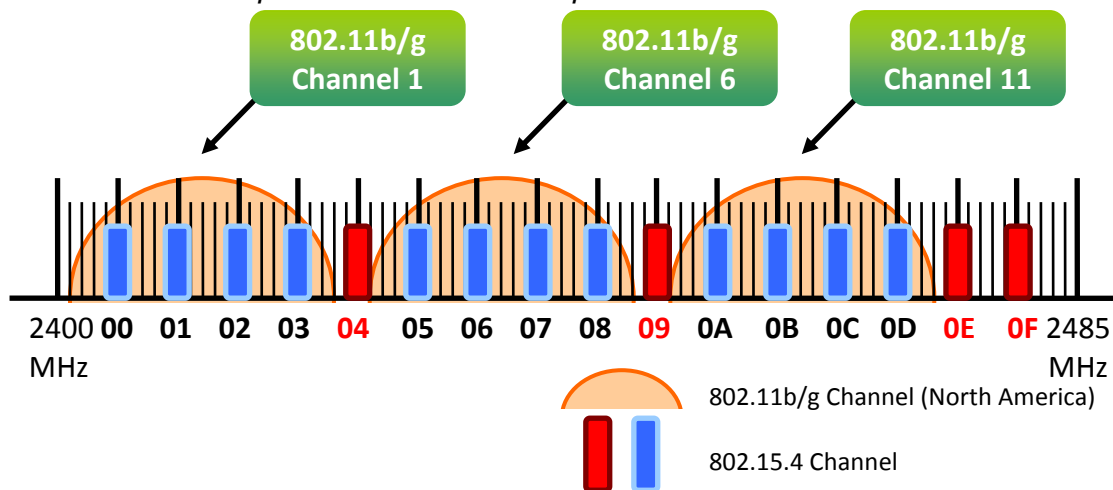 802.11b/g
Channel 1
802.11b/g
Channel 6
802.11b/g
Channel 11
2400 00 01 02 03 04 05 06 07 08 09 0A 0B 0C 0D 0E 0F 2485
MHz MHz
802.11b/g Channel (North America)
802.15.4 Channel